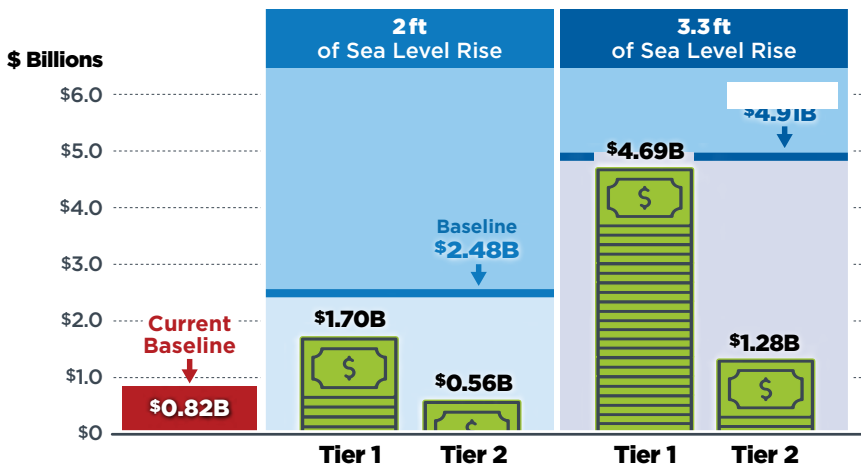 2 ft
of Sea Level Rise
3.3 ft
of Sea Level Rise
$ Billions
$6.0
$5.0
$4.0
$3.0
$2.0
$1.0
$0
Current
Baseline
$0.82B
Baseline
$2.48B
$1.70B
$0.56B
$4.91B
$4.69B
$1.28B
$
$
$
$
Tier 1
Tier 2
Tier 1
Tier 2